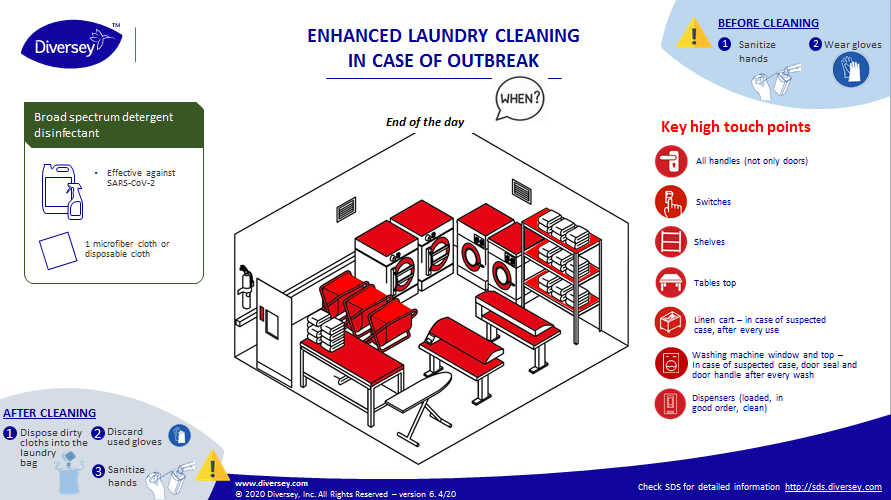 Diversey™
ENHANCED LAUNDRY CLEANING
IN CASE OF OUTBREAK
WHEN?
End of the day
BEFORE CLEANING
1 Sanitize
hands
2 Wear gloves
Broad spectrum detergent
disinfectant
• Effective against
SARS-CoV-2
1 microfiber cloth or
disposable cloth
Key high touch points
All handles (not only doors)
Switches
Shelves
Tables top
Linen cart – in case of suspected
case, after every use
Washing machine window and top –
In case of suspected case, door seal and
door handle after every wash
Dispensers (loaded, in
good order, clean)
AFTER CLEANING
1 Dispose dirty
cloths into the
laundry
bag
2 Discard
used gloves
3 Sanitize
hands
www.diversey.com
© 2020 Diversey, Inc. All Rights Reserved – version 6. 4/20
Check SDS for detailed information http://sds.diversey.com